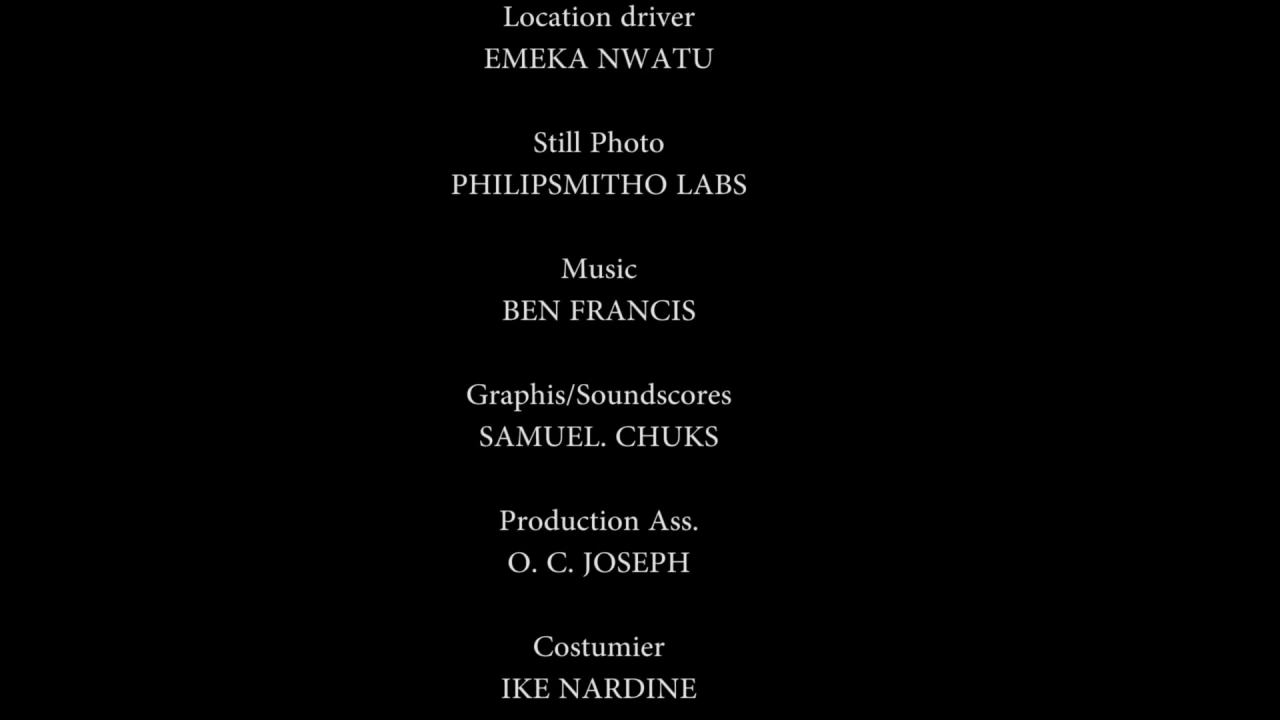 Location driver
EMEKA NWATU
Still Photo
PHILIPSMITHO LABS
Music
BEN FRANCIS
Graphis/Soundscores
SAMUEL. CHUKS
Production Ass.
O. C. JOSEPH
Costumier
IKE NARDINE